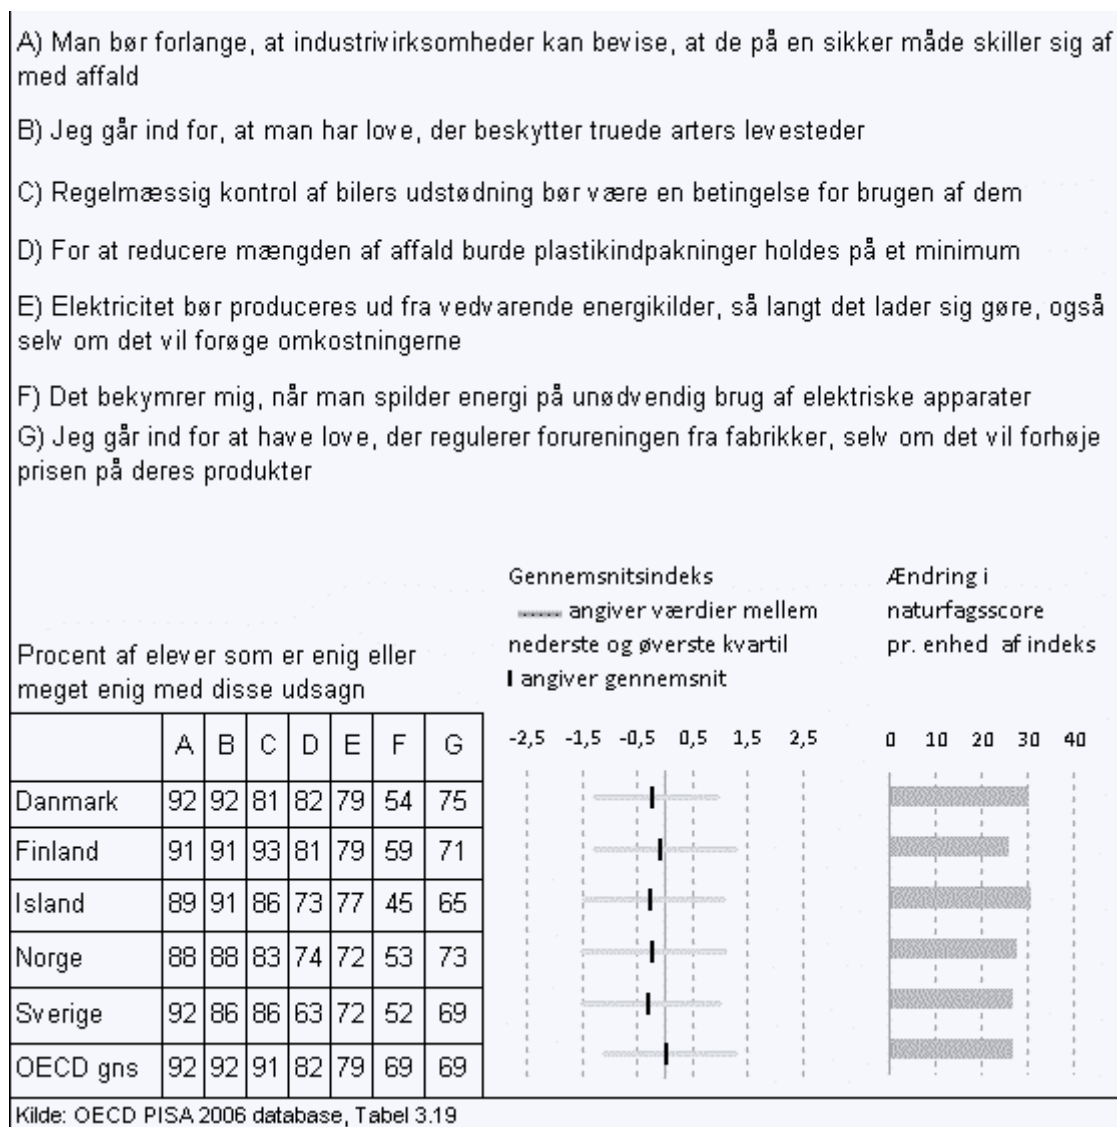 A) Man bør forlange, at industrivirksomheder kan bevise, at de på en sikker måde skiller sig af
med affald
B) Jeg går ind for, at man har love, der beskytter truede arters levesteder
C) Regelmæssig kontrol af bilers udstødning bør være en betingelse for brugen af dem
D) For at reducere mængden af affald burde plastikindpakninger holdes på et minimum
E) Elektricitet bør produceres ud fra vedvarende energikilder, så langt det lader sig gøre, også
selv om det vil forøge omkostningerne
F) Det bekymrer mig, når man spilder energi på unødvendig brug af elektriske apparater
G) Jeg går ind for at have love, der regulerer forureningen fra fabrikker, selv om det vil forhøje
prisen på deres produkter
Procent af elever som er enig eller
meget enig med disse udsagn
Gennemsnitsindeks
angiver værdier mellem
nederste og øverste kvartil
angiver gennemsnit
Ændring i
naturfagsscore
pr. enhed af indeks
A B C D E F G
-2,5 -1,5 -0,5 0,5 1,5 2,5
0 10 20 30 40
Danmark 92 92 81 82 79 54 75
Finland 91 91 93 81 79 59 71
Island 89 91 86 73 77 45 65
Norge 88 88 83 74 72 53 73
Sverige 92 86 86 63 72 52 69
OECD gns 92 92 91 82 79 69 69
Kilde: OECD PISA 2006 database, Tabel 3.19